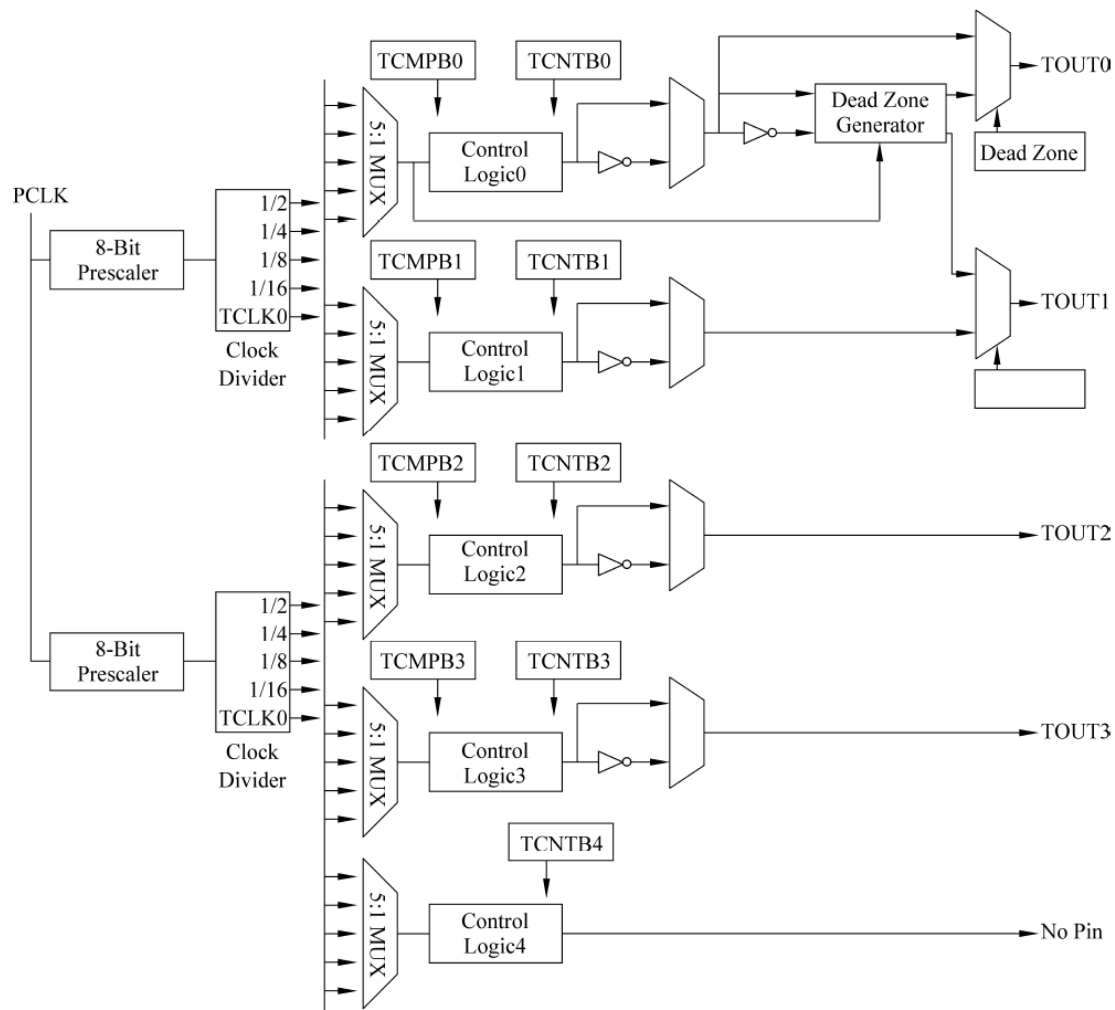 TCMPB0
TCNTB0
TOUT0
5:1 MUX
Control
Logic0
Dead Zone
Generator
Dead Zone
PCLK
8-Bit
Prescaler
1/2
1/4
1/8
1/16
TCLK0
Clock
Divider
TCMPB1
TCNTB1
5:1 MUX
Control
Logic1
TOUT1
TCMPB2
TCNTB2
5:1 MUX
Control
Logic2
TOUT2
8-Bit
Prescaler
1/2
1/4
1/8
1/16
TCLK0
Clock
Divider
TCMPB3
TCNTB3
5:1 MUX
Control
Logic3
TOUT3
TCNTB4
5:1 MUX
Control
Logic4
No Pin